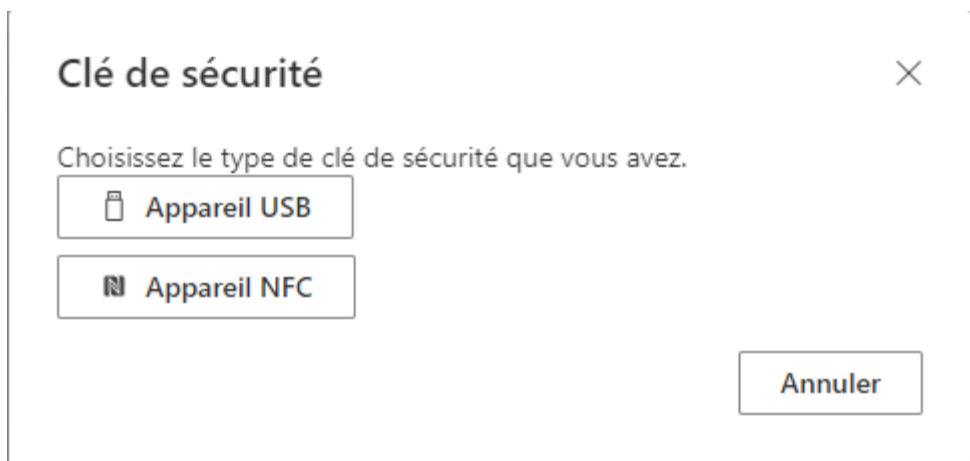 Clé de sécurité
Choisissez le type de clé de sécurité que vous avez.
Appareil USB
Appareil NFC
Annuler